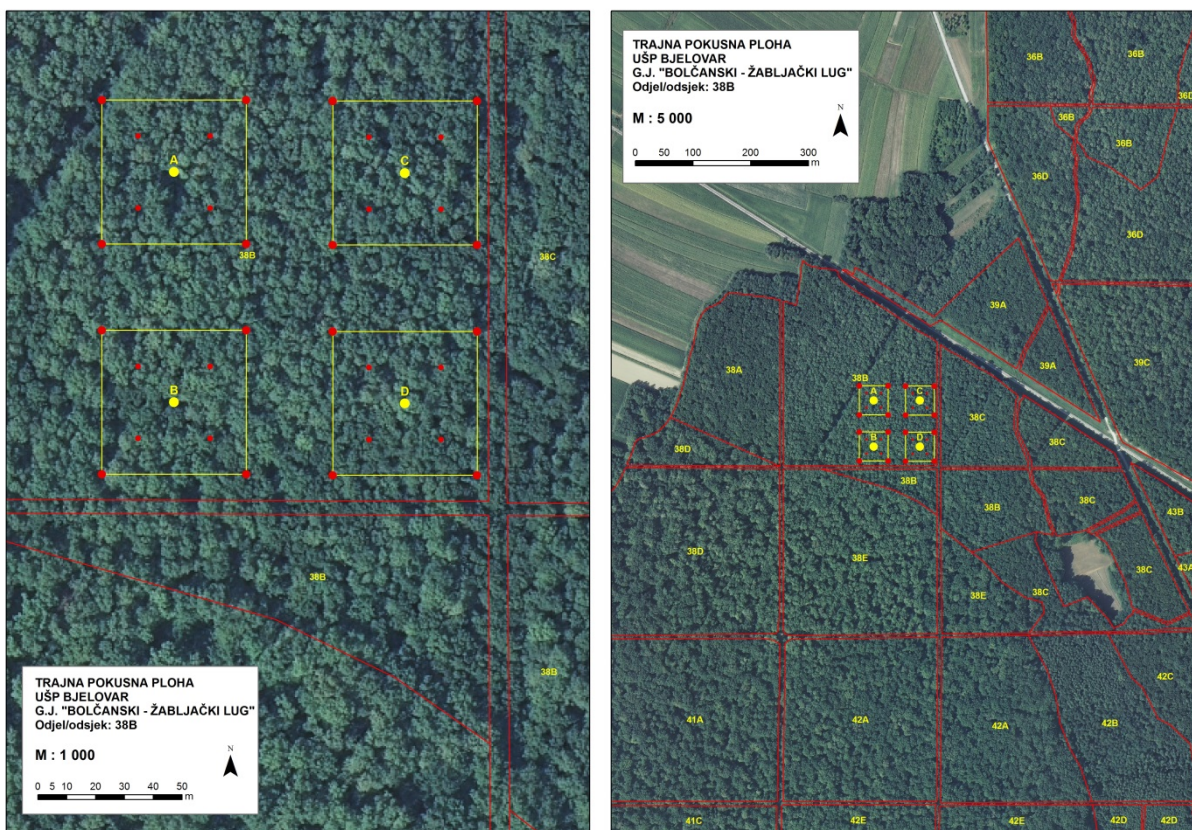 A
C
38B
38C
B
D
38B
38B
TRAJNA POKUSNA PLOHA
UŠP BJELOVAR
G.J. "BOLČANSKI - ŽABLJAČKI LUG"
Odjel/odsjek: 38B
M : 1 000
N
0 5 10 20 30 40 50
m
TRAJNA POKUSNA PLOHA
UŠP BJELOVAR
G.J. "BOLČANSKI - ŽABLJAČKI LUG"
Odjel/odsjek: 38B
M : 5 000
N
0 50 100 200 300
m
36B
36B
36D
36B
36B
36D
36D
39A
39A
39C
38A
38B
A
C
38C
38C
38D
B
D
38B
38B
38C
43B
38D
38E
43A
38C
38E
38C
42C
41A
42A
42A
42B
41C
42E
42E
42D
42D